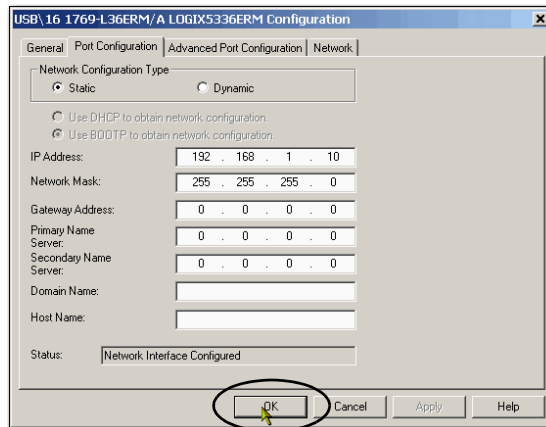 USB\16 1769-L36ERM/A LOGIX5336ERM Configuration
General Port Configuration Advanced Port Configuration Network
Network Configuration Type
Static Dynamic
Use DHCP to obtain network configuration.
Use BOOTP to obtain network configuration.
IP Address: 192 . 168 . 1 . 10
Network Mask: 255 . 255 . 255 . 0
Gateway Address: 0 . 0 . 0 . 0
Primary Name
Server: 0 . 0 . 0 . 0
Secondary Name
Server: 0 . 0 . 0 . 0
Domain Name:
Host Name:
Status: Network Interface Configured
OK Cancel Apply Help